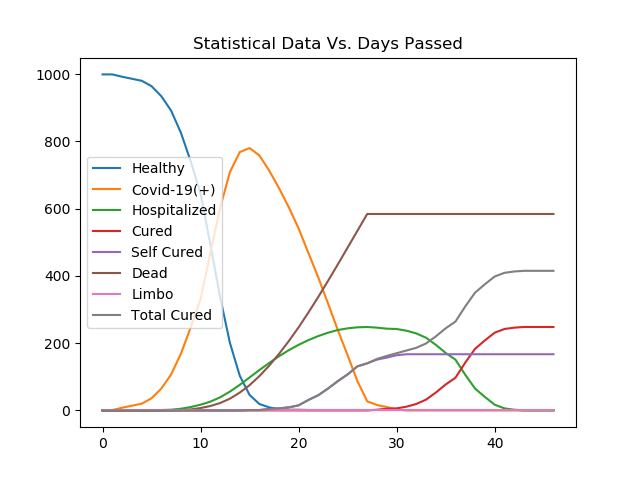 Statistical Data Vs. Days Passed
1000
800
600
400
200
0
Healthy
Covid-19(+)
Hospitalized
Cured
Self Cured
Dead
Limbo
Total Cured
0 10 20 30 40